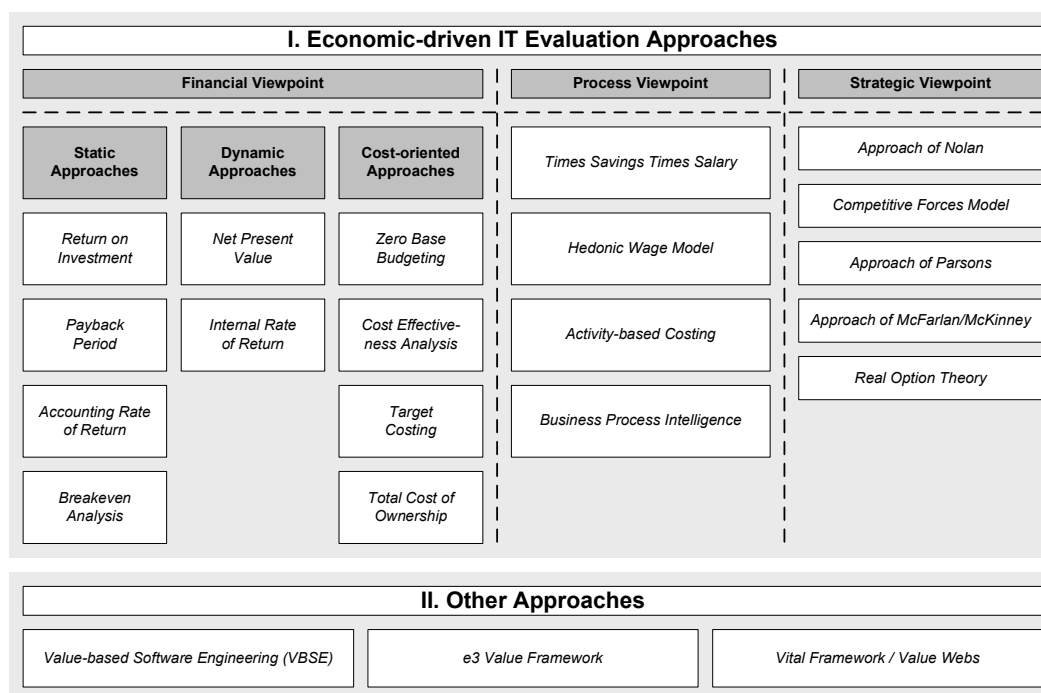 I. Economic-driven IT Evaluation Approaches
Financial Viewpoint
Process Viewpoint
Strategic Viewpoint
Static
Approaches
Dynamic
Approaches
Cost-oriented
Approaches
Return on
Investment
Net Present
Value
Zero Base
Budgeting
Payback
Period
Internal Rate
of Return
Cost Effective-
ness Analysis
Accounting Rate
of Return
Target
Costing
Breakeven
Analysis
Total Cost of
Ownership
Times Savings Times Salary
Hedonic Wage Model
Activity-based Costing
Business Process Intelligence
Approach of Nolan
Competitive Forces Model
Approach of Parsons
Approach of McFarlan/McKinney
Real Option Theory
II. Other Approaches
Value-based Software Engineering (VBSE)
e3 Value Framework
Vital Framework / Value Webs